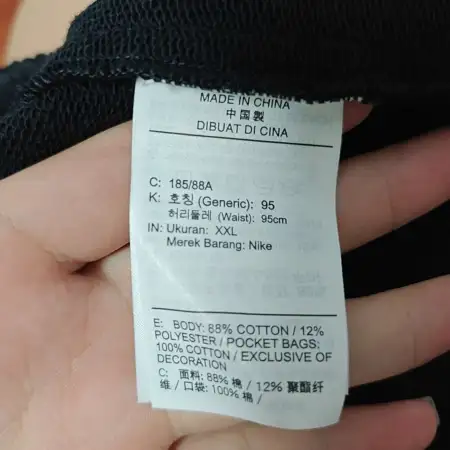 MADE IN CHINA
中国製
DIBUAT DI CINA
C: 185/88A
K: 호칭 (Generic): 95
허리둘레 (Waist): 95cm
IN: Ukuran: XXL
Merek Barang: Nike
E: BODY: 88% COTTON / 12%
POLYESTER / POCKET BAGS:
100% COTTON / EXCLUSIVE OF
DECORATION
C: 面料: 88% 棉 / 12% 聚酯纤
维 / 口袋: 100% 棉 /